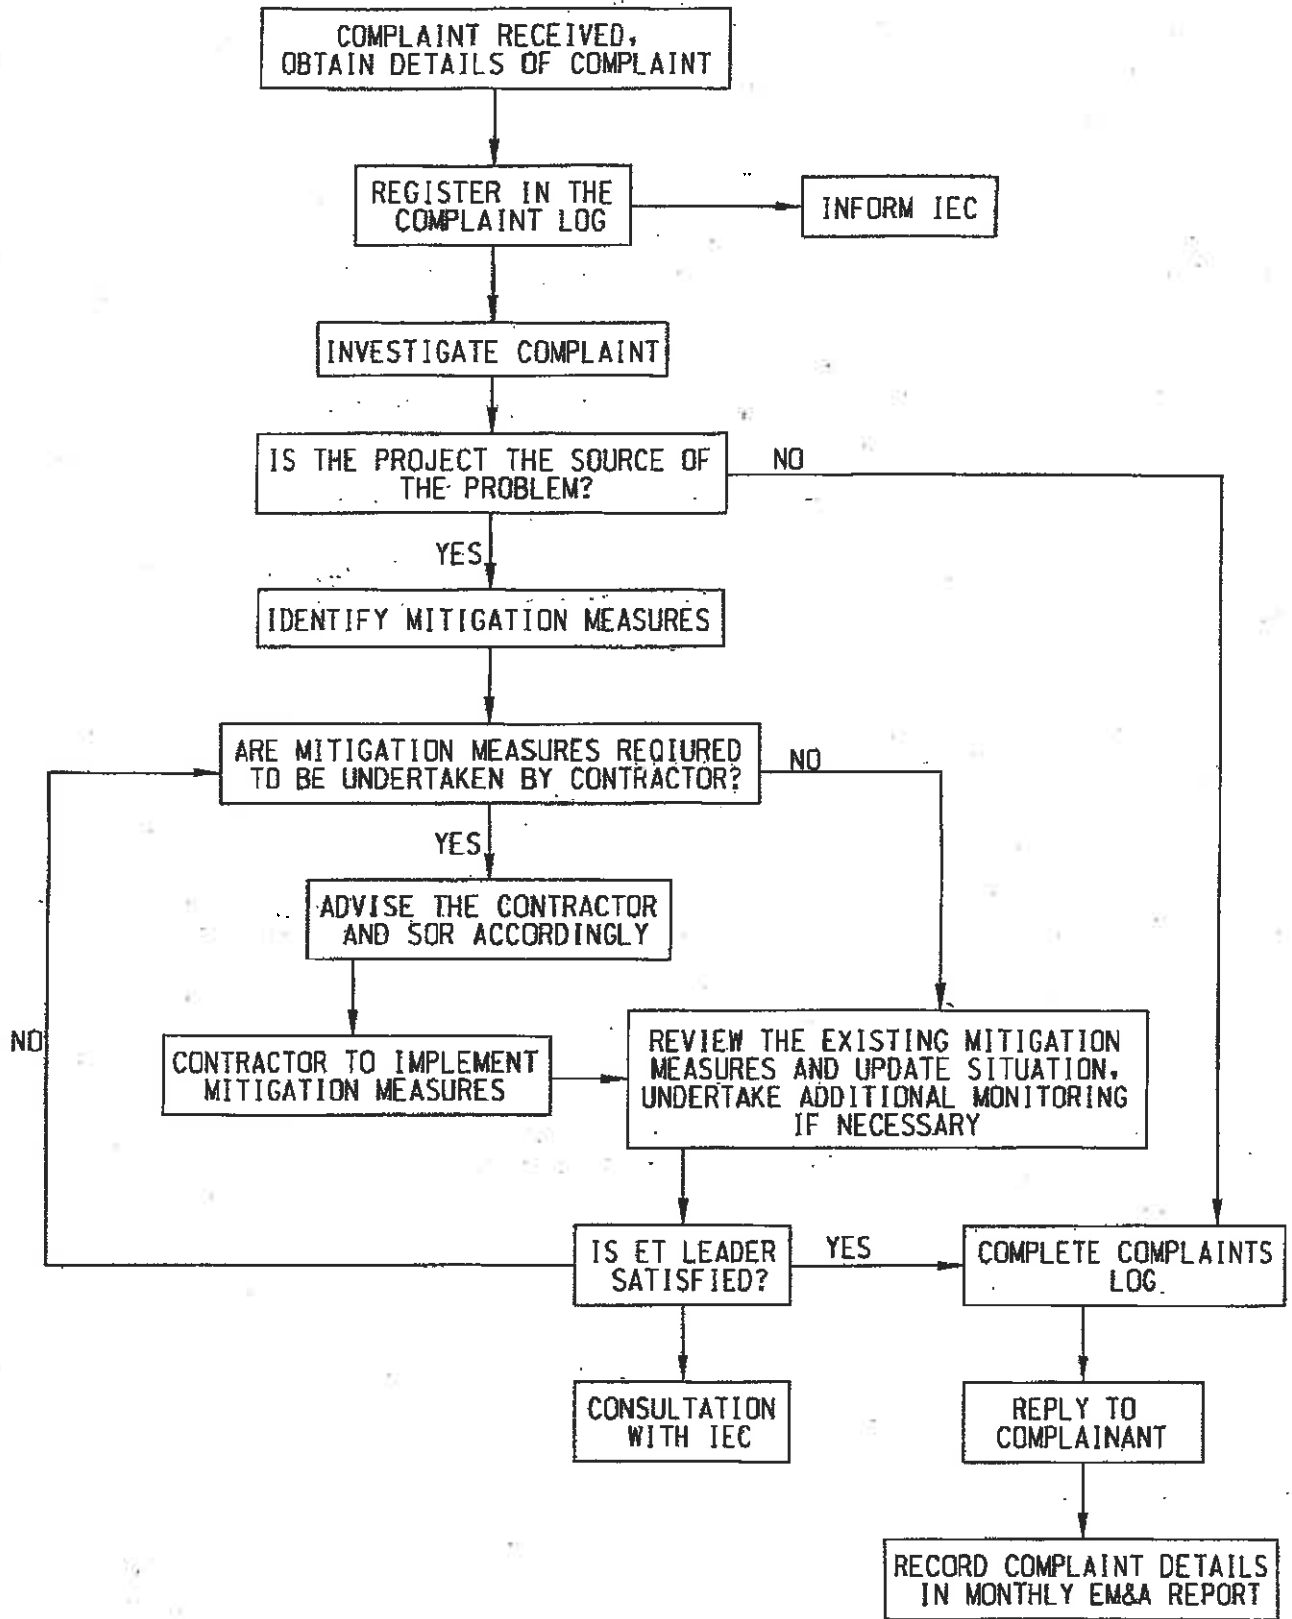 COMPLAINT RECEIVED,
OBTAIN DETAILS OF COMPLAINT
REGISTER IN THE
COMPLAINT LOG
INFORM IEC
INVESTIGATE COMPLAINT
IS THE PROJECT THE SOURCE OF
THE PROBLEM?
NO
YES
IDENTIFY MITIGATION MEASURES
ARE MITIGATION MEASURES REQIURED
TO BE UNDERTAKEN BY CONTRACTOR?
NO
YES
ADVISE THE CONTRACTOR
AND SOR ACCORDINGLY
NO
CONTRACTOR TO IMPLEMENT
MITIGATION MEASURES
REVIEW THE EXISTING MITIGATION
MEASURES AND UPDATE SITUATION,
UNDERTAKE ADDITIONAL MONITORING
IF NECESSARY
IS ET LEADER
SATISFIED?
YES
COMPLETE COMPLAINTS
LOG
CONSULTATION
WITH IEC
REPLY TO
COMPLAINANT
RECORD COMPLAINT DETAILS
IN MONTHLY EM&A REPORT